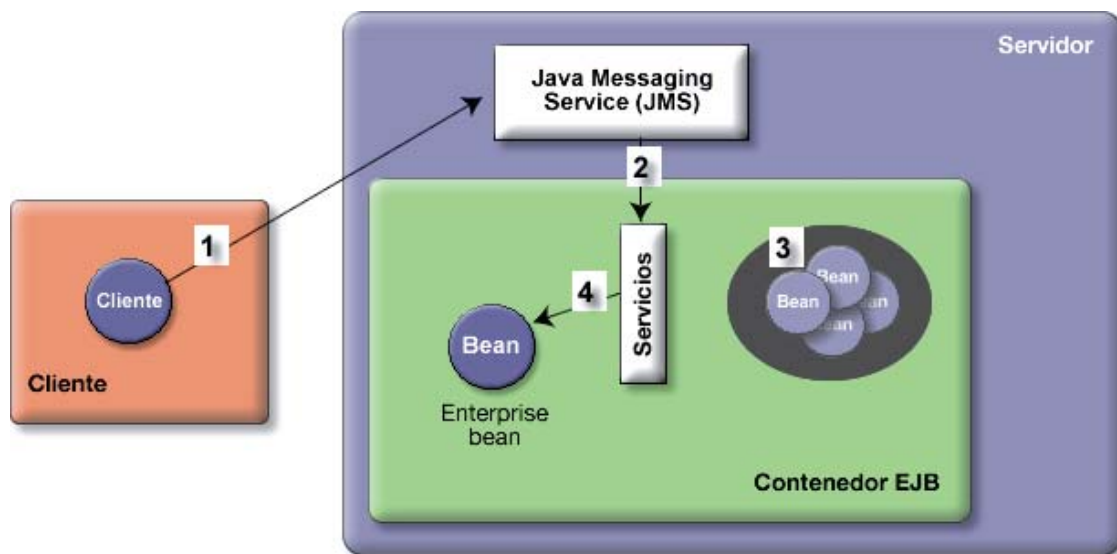 Servidor
Java Messaging
Service (JMS)
2
1
3
Cliente
Bean
Bean
Bean
4
Servicios
Bean
Cliente
Enterprise
bean
Contenedor EJB